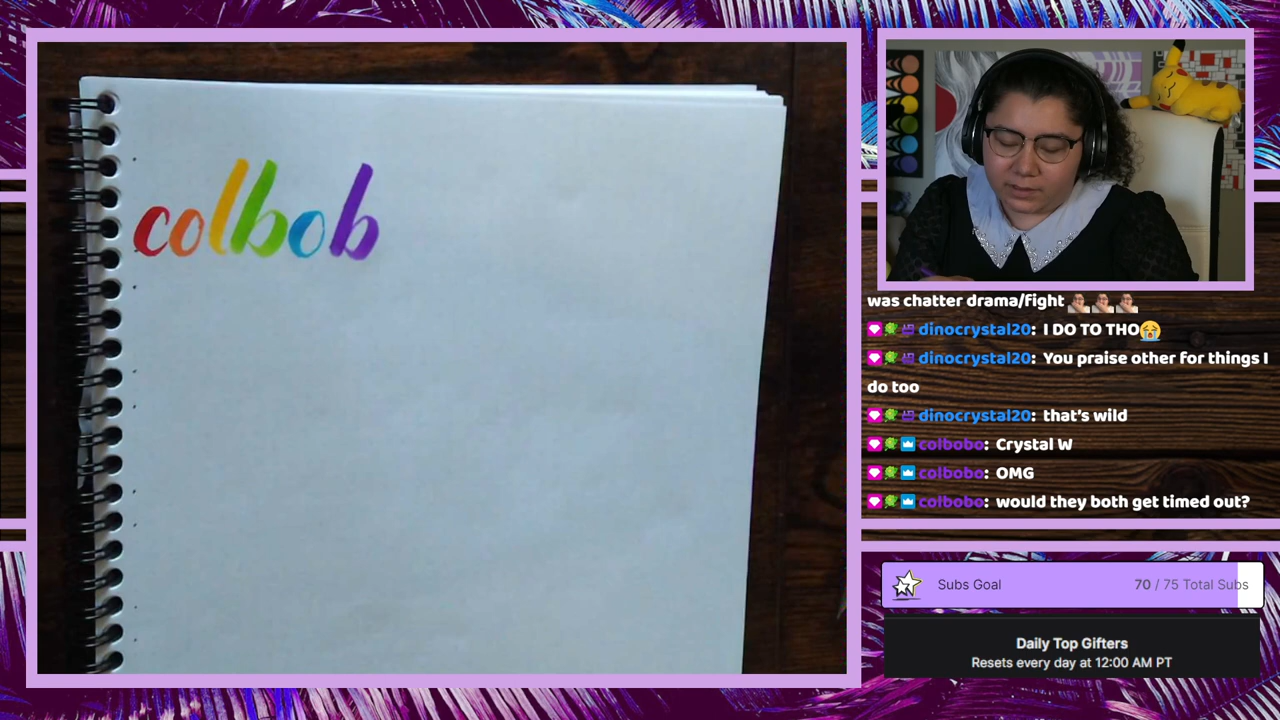 colbob
was chatter drama/fight
dinocrystal20: I DO TO THO😭
dinocrystal20: You praise other for things I
do too
dinocrystal20: that's wild
colbobo: Crystal W
colbobo: OMG
colbobo: would they both get timed out?
Subs Goal 70 / 75 Total Subs
Daily Top Gifters
Resets every day at 12:00 AM PT